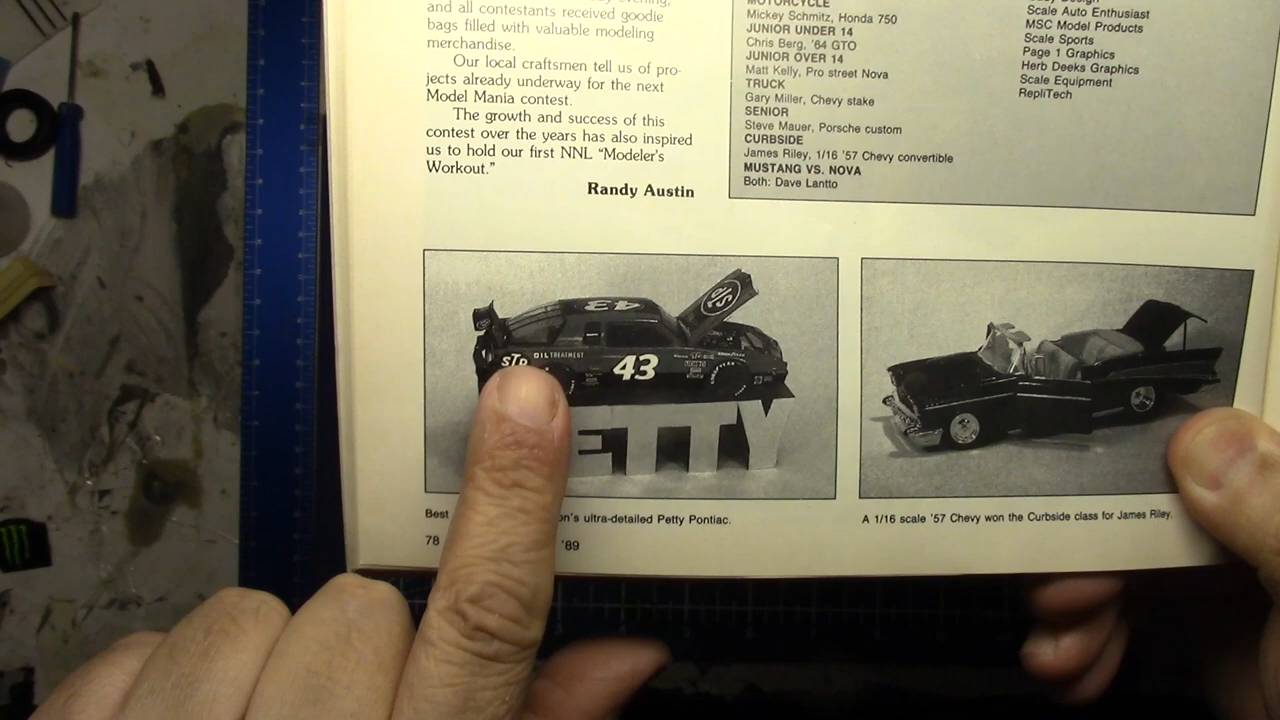 and all contestants received goodie
bags filled with valuable modeling
merchandise.
Our local craftsmen tell us of pro-
jects already underway for the next
Model Mania contest.
The growth and success of this
contest over the years has also inspired
us to hold our first NNL “Modeler's
Workout.”
Randy Austin
MOTORCYCLE
Mickey Schmitz, Honda 750
JUNIOR UNDER 14
Chris Berg, '64 GTO
JUNIOR OVER 14
Matt Kelly, Pro street Nova
TRUCK
Gary Miller, Chevy stake
SENIOR
Steve Mauer, Porsche custom
CURBSIDE
James Riley, 1/16 '57 Chevy convertible
MUSTANG VS. NOVA
Both: Dave Lantto
Scale Auto Enthusiast
MSC Model Products
Scale Sports
Page 1 Graphics
Herb Deeks Graphics
Scale Equipment
RepliTech
43
STP
STP
OIL TREATMENT
43
GOODYEAR
ETTY
Best
on's ultra-detailed Petty Pontiac.
A 1/16 scale '57 Chevy won the Curbside class for James Riley.
78
'89